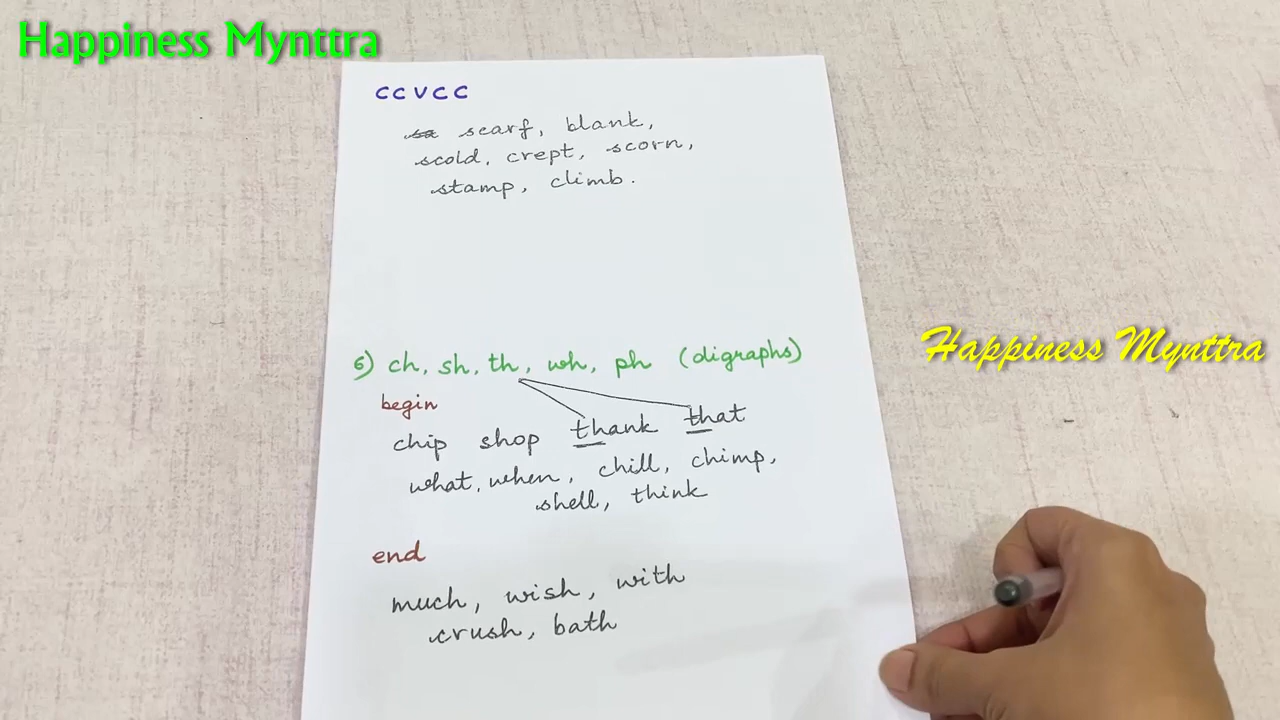 Happiness Mynttra
CCVCC
sa scarf, blank,
scold, crept, scorn,
stamp, climb.
Happiness Mynttra
6) ch, sh, th, wh, ph (digraphs)
begin
chip shop thank that
what, when, chill, chimp,
shell, think
end
much, wish, with
crush, bath